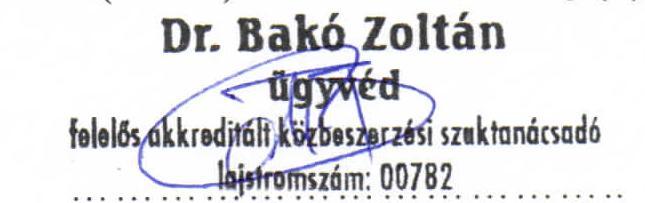 Dr. Bakó Zoltán
ügyvéd
felelős akkreditált közbeszerzési szaktanácsadó
lajstromszám: 00782